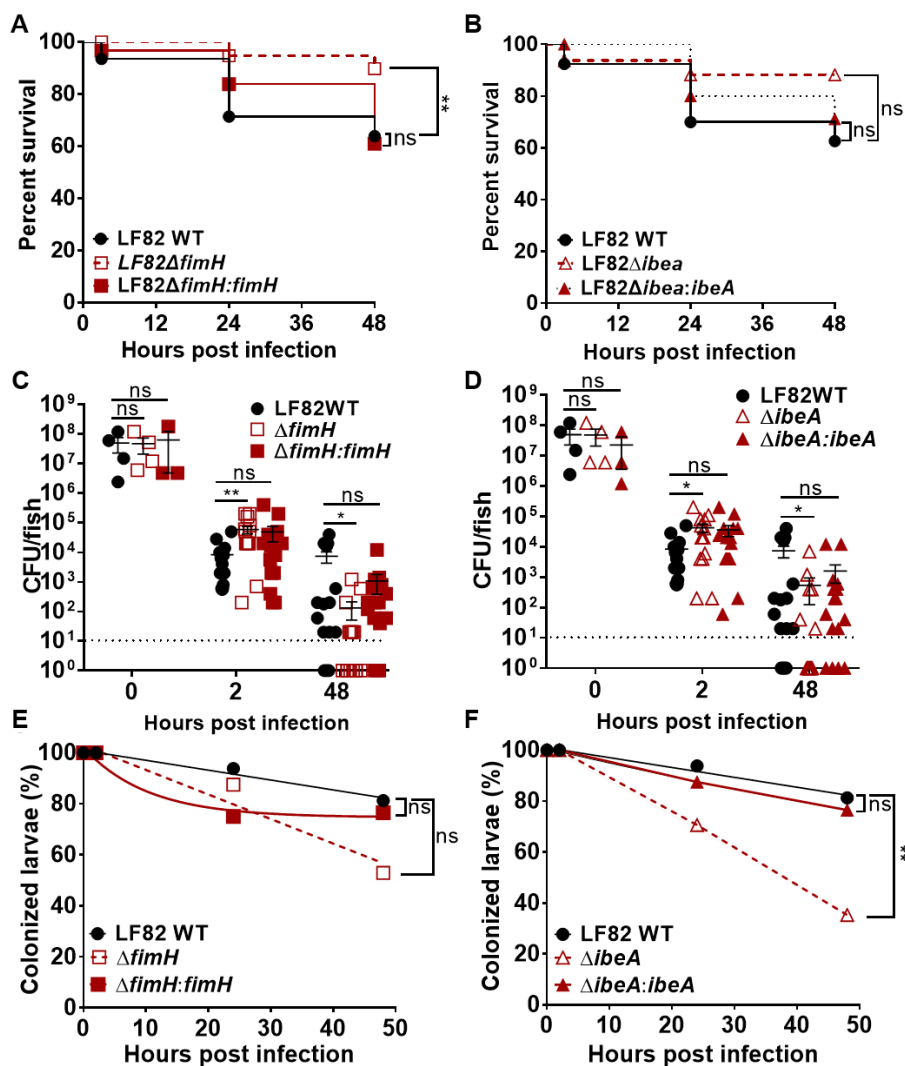 A
Percent survival
100
80
60
40
20
0
0 12 24 36 48
Hours post infection
LF82 WT
LF82ΔfimH
LF82ΔfimH:fimH
**
ns
B
Percent survival
100
80
60
40
20
0
0 12 24 36 48
Hours post infection
LF82 WT
LF82Δibea
LF82Δibea:ibeA
ns
ns
C
CFU/fish
10⁹
10⁸
10⁷
10⁶
10⁵
10⁴
10³
10²
10¹
10⁰
0 2 48
Hours post infection
LF82WT
ΔfimH
ΔfimH:fimH
ns
ns
ns
**
ns
*
D
CFU/fish
10⁹
10⁸
10⁷
10⁶
10⁵
10⁴
10³
10²
10¹
10⁰
0 2 48
Hours post infection
LF82WT
ΔibeA
ΔibeA:ibeA
ns
ns
ns
*
ns
*
E
Colonized larvae (%)
100
80
60
40
20
0
0 10 20 30 40 50
Hours post infection
LF82 WT
ΔfimH
ΔfimH:fimH
ns
ns
F
Colonized larvae (%)
100
80
60
40
20
0
0 10 20 30 40 50
Hours post infection
LF82 WT
ΔibeA
ΔibeA:ibeA
ns
**